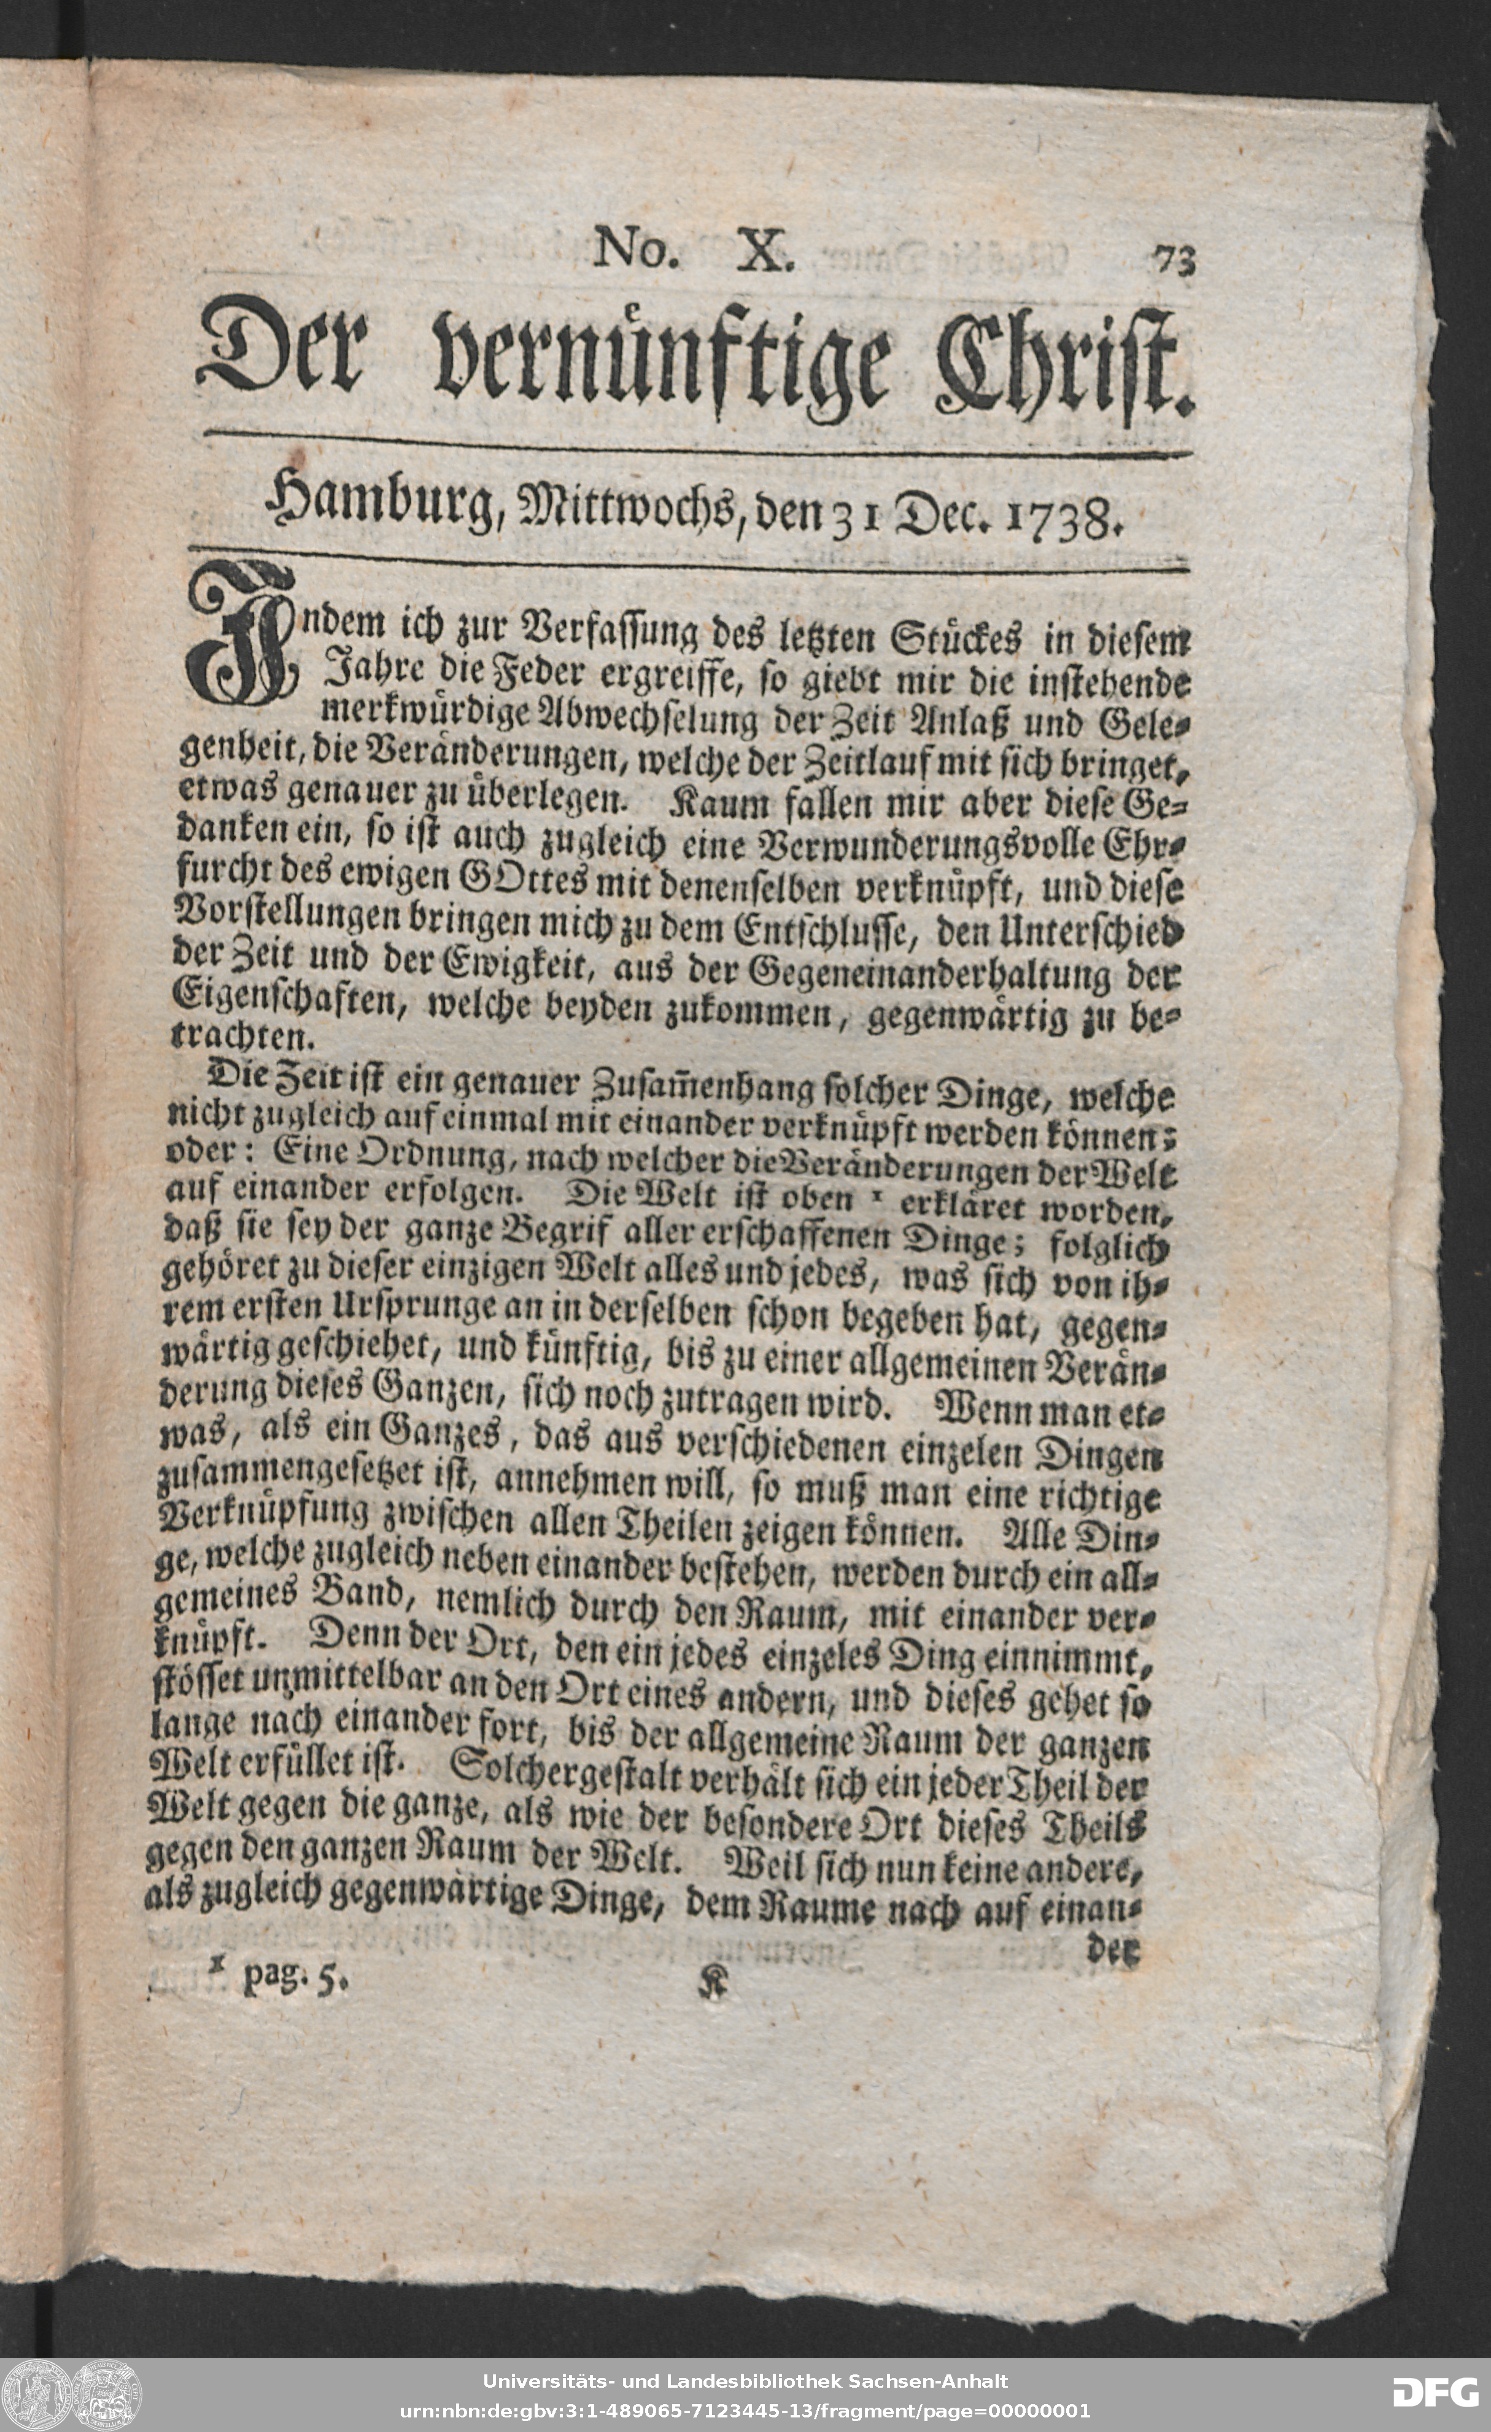 No. X. 73
Der vernünftige Christ.
Hamburg, Mittwochs, den 31 Dec. 1738.
Indem ich zur Verfassung des letzten Stückes in diesem
Jahre die Feder ergreiffe, so giebt mir die instehende
merkwürdige Abwechselung der Zeit Anlaß und Gele-
genheit, die Veränderungen, welche der Zeitlauf mit sich bringet,
etwas genauer zu überlegen. Kaum fallen mir aber diese Ge-
danken ein, so ist auch zugleich eine Verwunderungsvolle Ehr-
furcht des ewigen GOttes mit denenselben verknüpft, und diese
Vorstellungen bringen mich zu dem Entschlusse, den Unterschied
der Zeit und der Ewigkeit, aus der Gegeneinanderhaltung der
Eigenschaften, welche beyden zukommen, gegenwärtig zu be-
trachten.
Die Zeit ist ein genauer Zusam̅enhang solcher Dinge, welche
nicht zugleich auf einmal mit einander verknüpft werden können;
oder: Eine Ordnung, nach welcher die Veränderungen der Welt
auf einander erfolgen. Die Welt ist oben ¹ erkläret worden,
daß sie sey der ganze Begrif aller erschaffenen Dinge; folglich
gehöret zu dieser einzigen Welt alles und jedes, was sich von ih-
rem ersten Ursprunge an in derselben schon begeben hat, gegen-
wärtig geschiehet, und künftig, bis zu einer allgemeinen Verän-
derung dieses Ganzen, sich noch zutragen wird. Wenn man et-
was, als ein Ganzes, das aus verschiedenen einzelen Dingen
zusammengesetzet ist, annehmen will, so muß man eine richtige
Verknüpfung zwischen allen Theilen zeigen können. Alle Din-
ge, welche zugleich neben einander bestehen, werden durch ein all-
gemeines Band, nemlich durch den Raum, mit einander ver-
knüpft. Denn der Ort, den ein jedes einzeles Ding einnimmt,
stösset unmittelbar an den Ort eines andern, und dieses gehet so
lange nach einander fort, bis der allgemeine Raum der ganzen
Welt erfüllet ist. Solchergestalt verhält sich ein jeder Theil der
Welt gegen die ganze, als wie der besondere Ort dieses Theils
gegen den ganzen Raum der Welt. Weil sich nun keine andere,
als zugleich gegenwärtige Dinge, dem Raume nach auf einan-
der
¹ pag. 5. K
Universitäts- und Landesbibliothek Sachsen-Anhalt
urn:nbn:de:gbv:3:1-489065-7123445-13/fragment/page=00000001
DFG